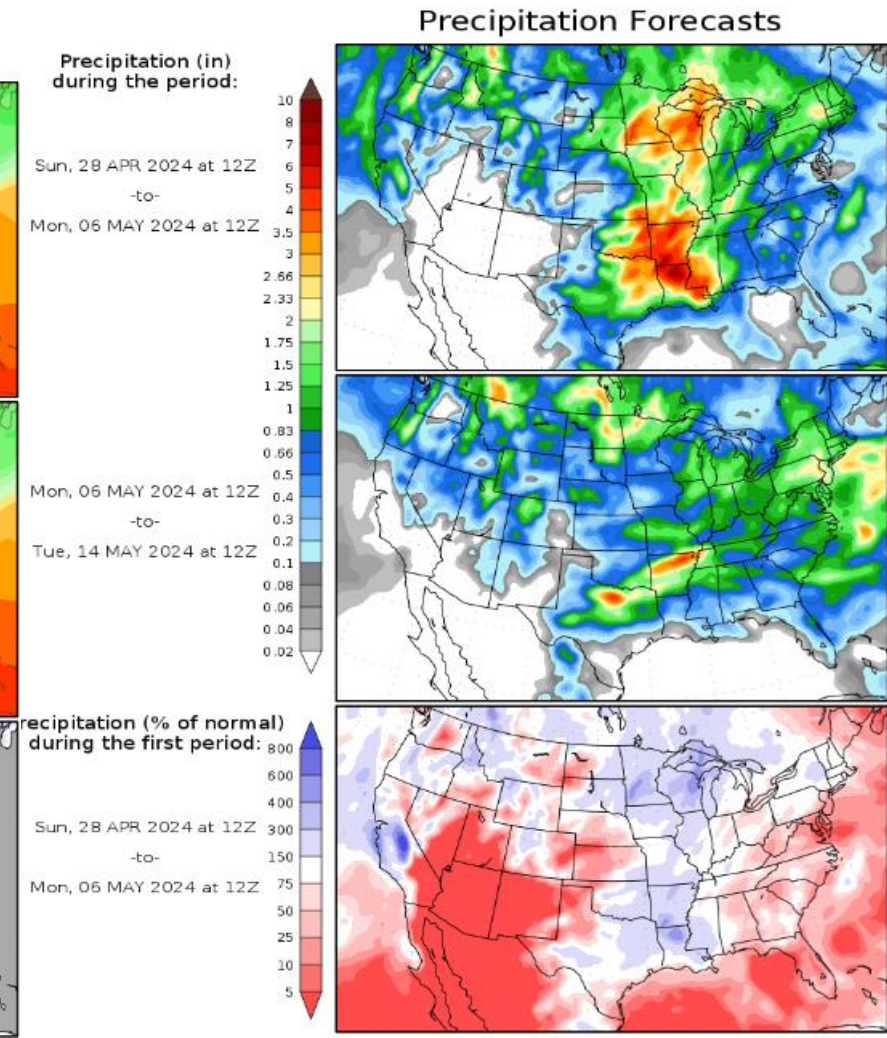 Precipitation Forecasts
Precipitation (in)
during the period:
Sun, 28 APR 2024 at 12Z
-to-
Mon, 06 MAY 2024 at 12Z
10
8
7
6
5
4
3.5
3
2.66
2.33
2
1.75
1.5
1.25
1
0.83
0.66
0.5
0.4
0.3
0.2
0.1
0.08
0.06
0.04
0.02
Mon, 06 MAY 2024 at 12Z
-to-
Tue, 14 MAY 2024 at 12Z
recipitation (% of normal)
during the first period:
Sun, 28 APR 2024 at 12Z
-to-
Mon, 06 MAY 2024 at 12Z
800
600
400
300
150
75
50
25
10
5